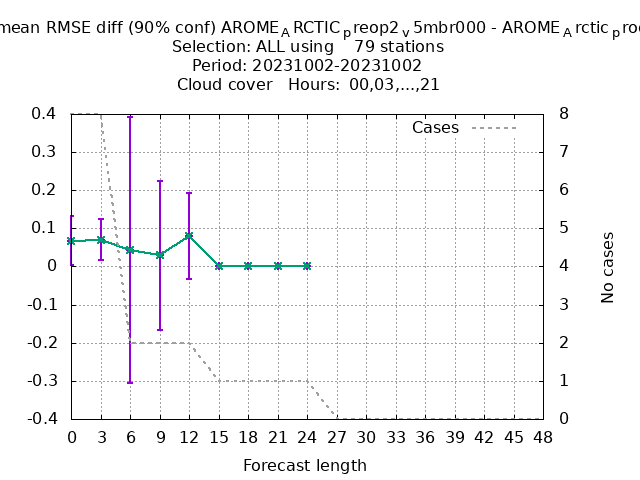 mean RMSE diff (90% conf) AROME_ARCTIC_preop2_v5mbr000 - AROME_Arctic_pro
Selection: ALL using 79 stations
Period: 20231002-20231002
Cloud cover Hours: 00,03,...,21
Cases
0.4
0.3
0.2
0.1
0
-0.1
-0.2
-0.3
-0.4
8
7
6
5
4
3
2
1
0
No cases
0 3 6 9 12 15 18 21 24 27 30 33 36 39 42 45 48
Forecast length